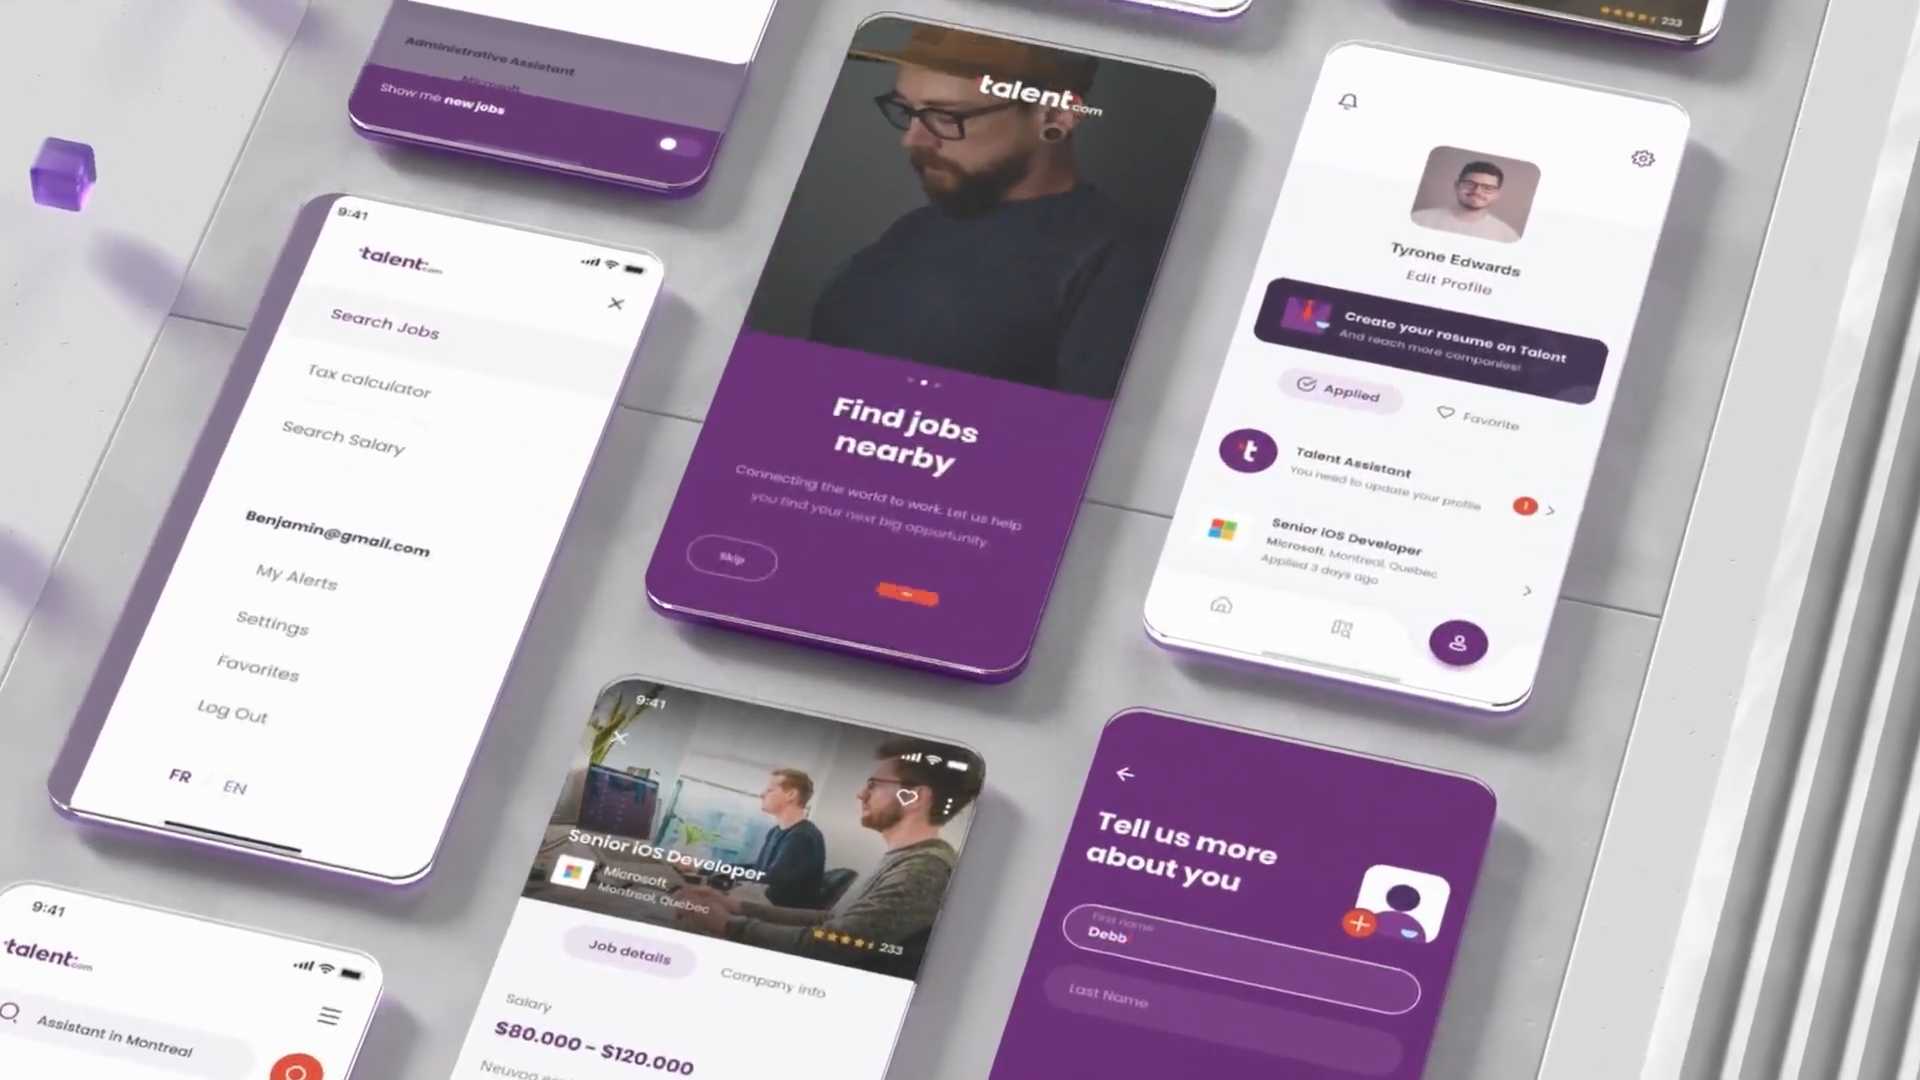 Administrative Assistant
Microsoft
Show me new jobs
233
9:41
talent.com
Search Jobs
Tax calculator
Search Salary
Benjamin@gmail.com
My Alerts
Settings
Favorites
Log Out
FR / EN
talent.com
Find jobs
nearby
Connecting the world to work. Let us help
you find your next big opportunity.
Skip
Tyrone Edwards
Edit Profile
Create your resume on Talent
And reach more companies!
Applied
Favorite
t
Talent Assistant
You need to update your profile
1
Senior iOS Developer
Microsoft, Montreal, Quebec
Applied 3 days ago
9:41
talent.com
Assistant in Montreal
9:41
Senior iOS Developer
Microsoft
Montreal, Quebec
233
Job details
Company info
Salary
$80.000 - $120.000
Neuvoo
Tell us more
about you
First name
Debb
Last Name